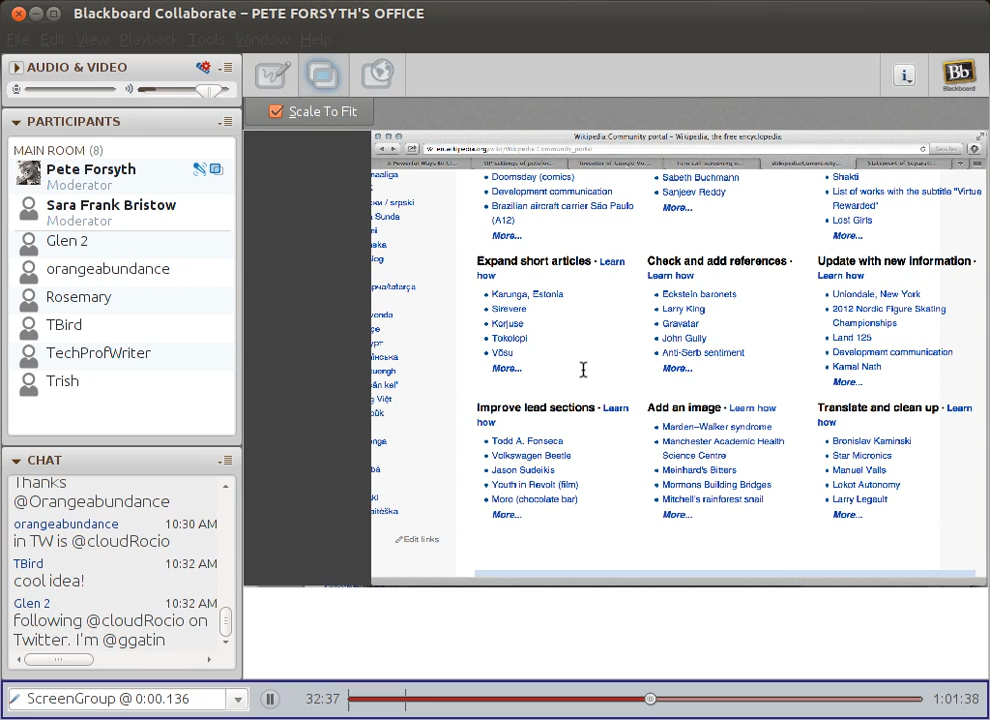 Blackboard Collaborate – PETE FORSYTH'S OFFICE
File Edit View Playback Tools Window Help
AUDIO & VIDEO
PARTICIPANTS
MAIN ROOM (8)
Pete Forsyth
Moderator
Sara Frank Bristow
Moderator
Glen 2
orangeabundance
Rosemary
TBird
TechProfWriter
Trish
CHAT
Thanks
@Orangeabundance
orangeabundance 10:30 AM
in TW is @cloudRocio
TBird 10:32 AM
cool idea!
Glen 2 10:32 AM
following @cloudRocio on
Twitter. I'm @ggatin
i
Bb
Blackboard
Scale To Fit
Wikipedia Community portal – Wikipedia, the free encyclopedia
en.wikipedia.org/wiki/Wikipedia:Community_portal
Doomsday (comics)
Development communication
Brazilian aircraft carrier São Paulo
(A12)
More...
Sabeth Buchmann
Sanjeev Reddy
More...
Shakti
List of works with the subtitle "Virtue
Rewarded"
Lost Girls
More...
Expand short articles · Learn
how
Karunga, Estonia
Sirevere
Korjuse
Tokolopi
Võsu
More...
Check and add references ·
Learn how
Eckstein baronets
Larry King
Gravatar
John Gully
Anti-Serb sentiment
More...
Update with new information ·
Learn how
Uniondale, New York
2012 Nordic Figure Skating
Championships
Land 125
Development communication
Kamal Nath
More...
Improve lead sections · Learn
how
Todd A. Fonseca
Volkswagen Beetle
Jason Sudeikis
Youth in Revolt (film)
Moro (chocolate bar)
More...
Add an image · Learn how
Marden–Walker syndrome
Manchester Academic Health
Science Centre
Meinhard's Bitters
Mormons Building Bridges
Mitchell's rainforest snail
More...
Translate and clean up · Learn
how
Bronislav Kaminski
Star Micronics
Manuel Valls
Lokot Autonomy
Larry Legault
More...
Edit links
ScreenGroup @ 0:00.136
32:37
1:01:38